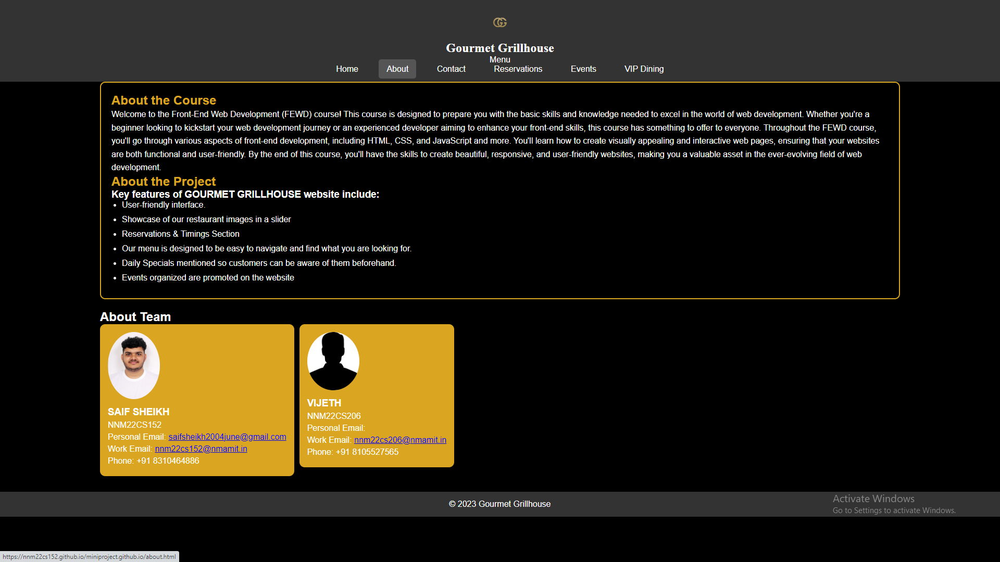 GG
Gourmet Grillhouse
Menu
Home About Contact Reservations Events VIP Dining
About the Course
Welcome to the Front-End Web Development (FEWD) course! This course is designed to prepare you with the basic skills and knowledge needed to excel in the world of web development. Whether you're a
beginner looking to kickstart your web development journey or an experienced developer aiming to enhance your front-end skills, this course has something to offer to everyone. Throughout the FEWD course,
you'll go through various aspects of front-end development, including HTML, CSS, and JavaScript and more. You'll learn how to create visually appealing and interactive web pages, ensuring that your websites
are both functional and user-friendly. By the end of this course, you'll have the skills to create beautiful, responsive, and user-friendly websites, making you a valuable asset in the ever-evolving field of web
development.
About the Project
Key features of GOURMET GRILLHOUSE website include:
• User-friendly interface.
• Showcase of our restaurant images in a slider
• Reservations & Timings Section
• Our menu is designed to be easy to navigate and find what you are looking for.
• Daily Specials mentioned so customers can be aware of them beforehand.
• Events organized are promoted on the website
About Team
SAIF SHEIKH
NNM22CS152
Personal Email: saifsheikh2004june@gmail.com
Work Email: nnm22cs152@nmamit.in
Phone: +91 8310464886
VIJETH
NNM22CS206
Personal Email:
Work Email: nnm22cs206@nmamit.in
Phone: +91 8105527565
© 2023 Gourmet Grillhouse
Activate Windows
Go to Settings to activate Windows.
https://nnm22cs152.github.io/miniproject.github.io/about.html